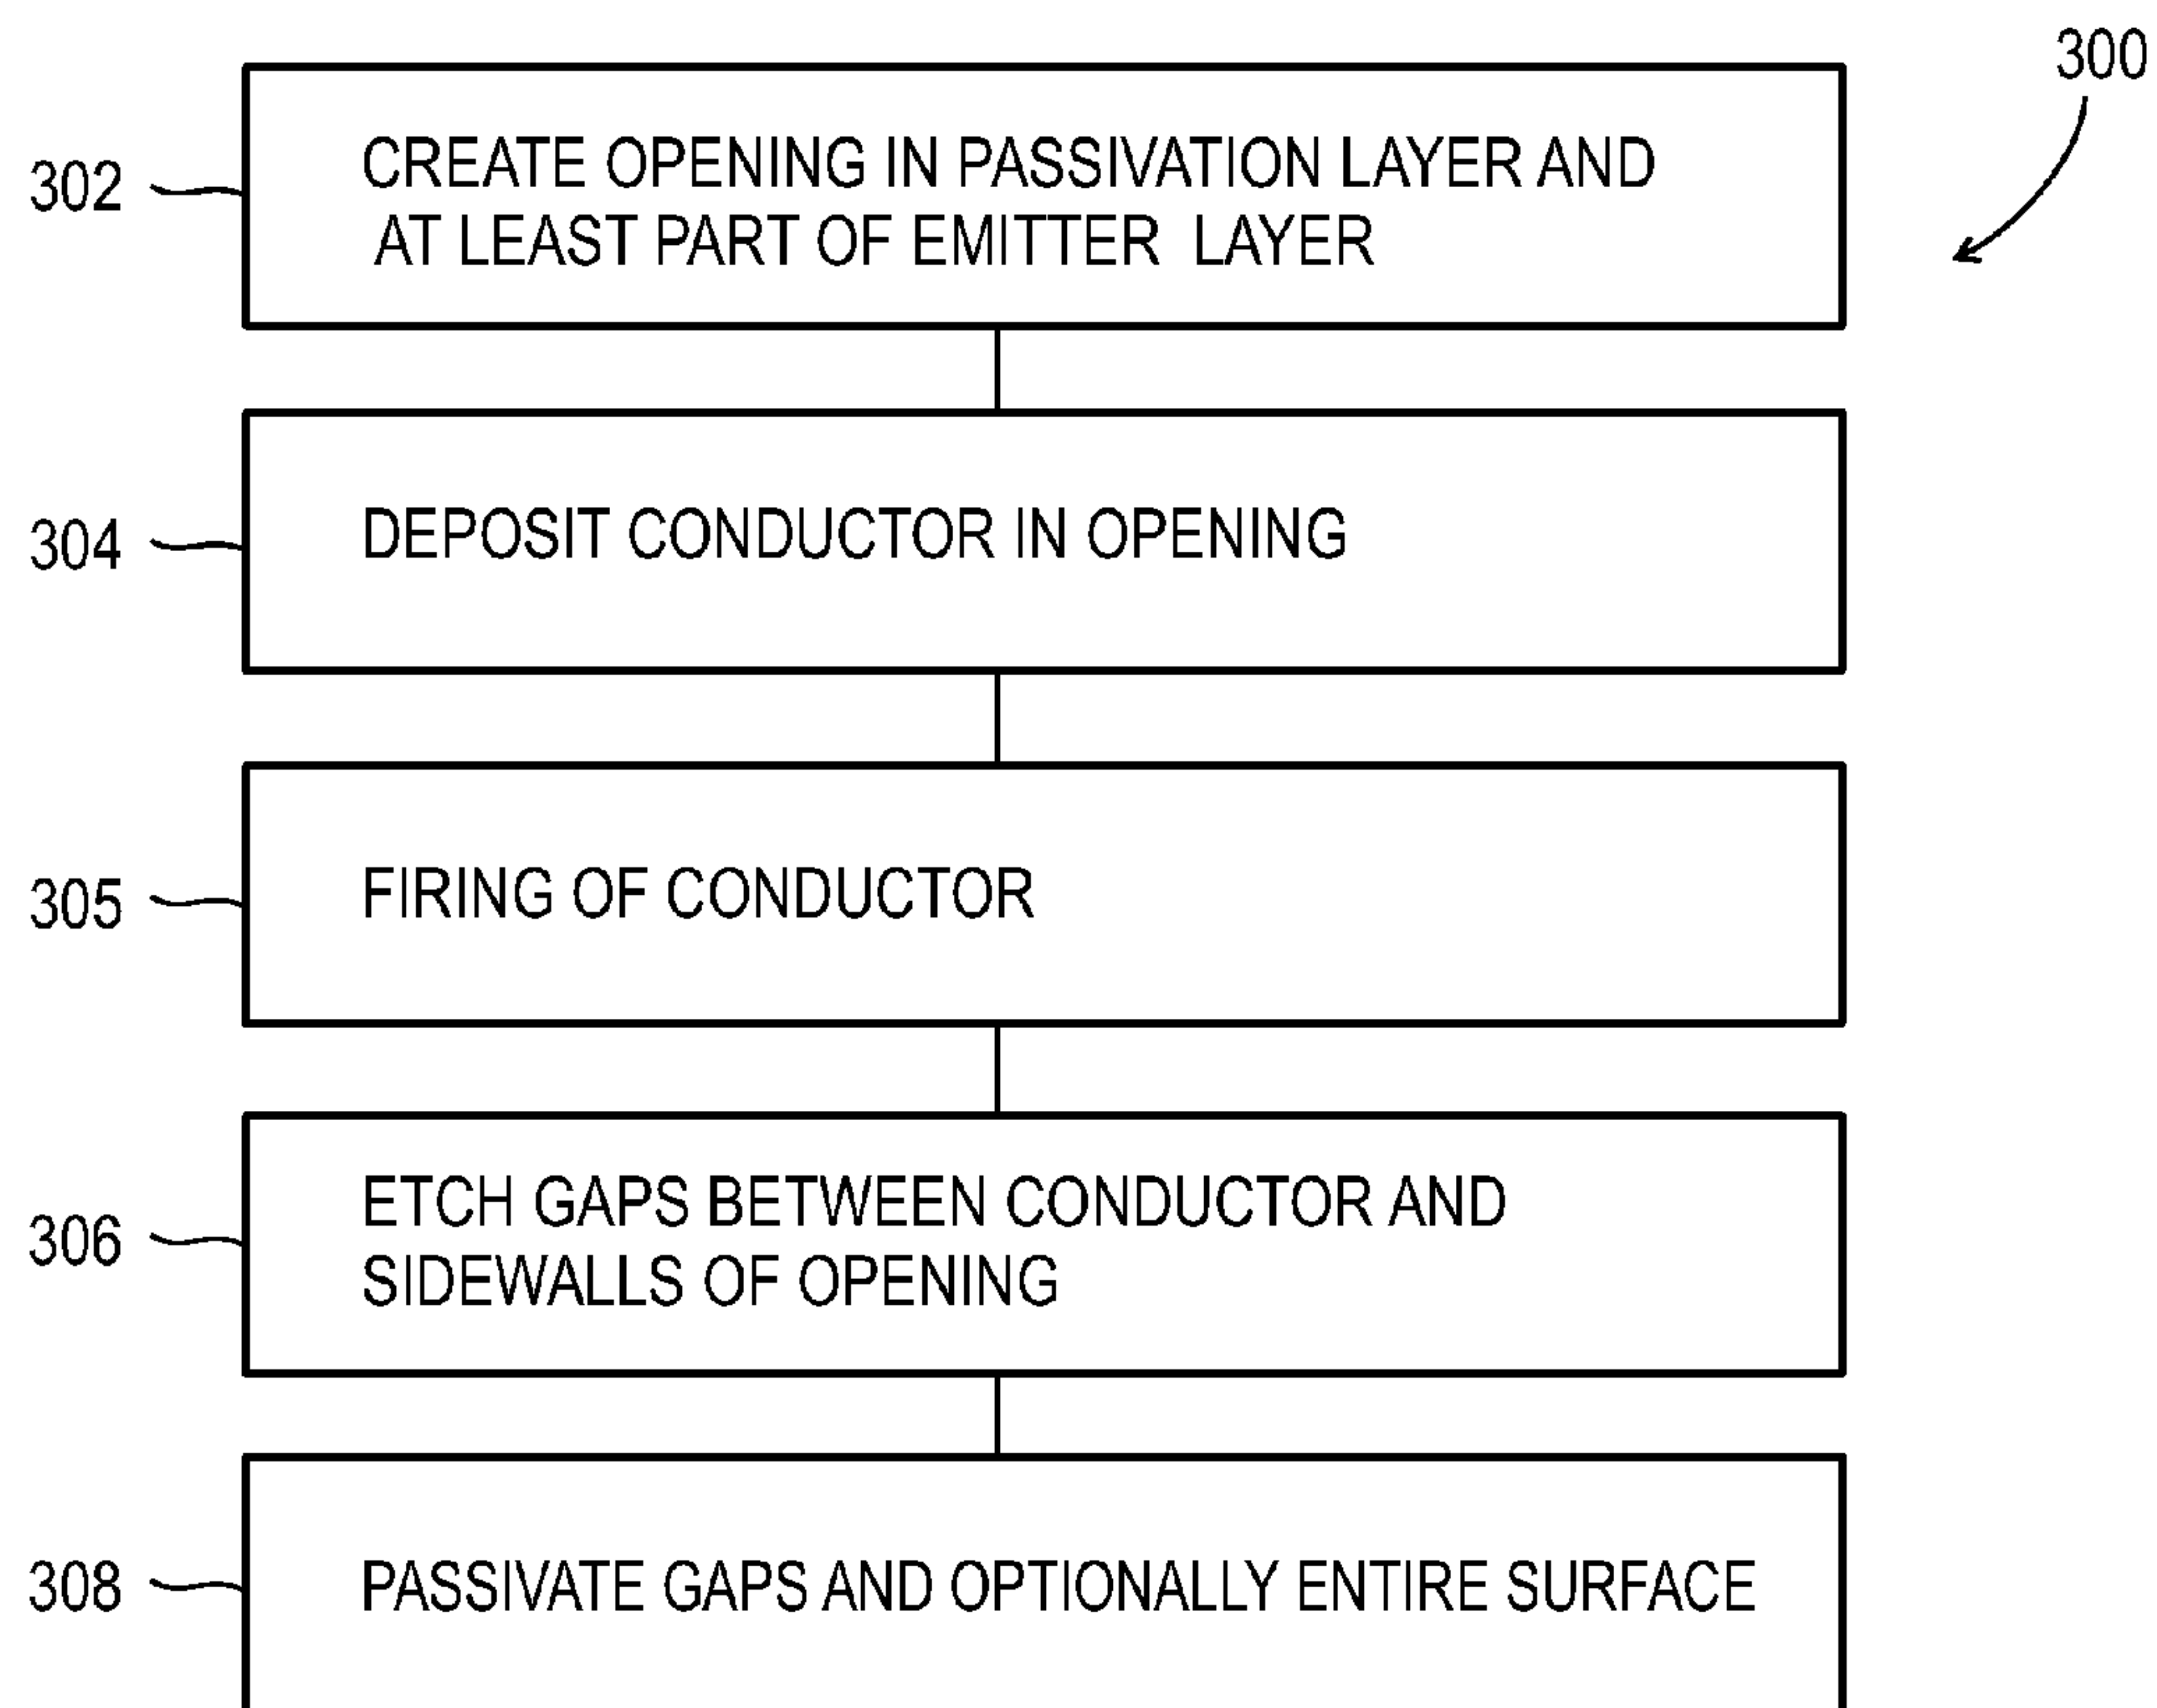 300
302
CREATE OPENING IN PASSIVATION LAYER AND
AT LEAST PART OF EMITTER LAYER
304
DEPOSIT CONDUCTOR IN OPENING
305
FIRING OF CONDUCTOR
306
ETCH GAPS BETWEEN CONDUCTOR AND
SIDEWALLS OF OPENING
308
PASSIVATE GAPS AND OPTIONALLY ENTIRE SURFACE